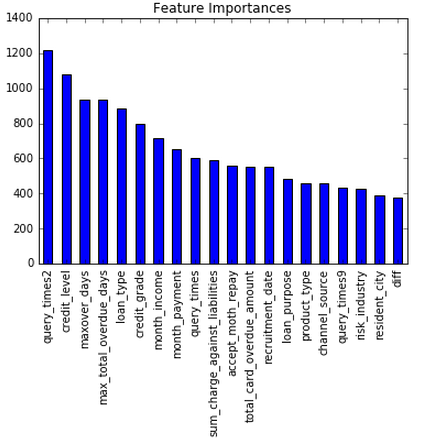 Feature Importances
1400
1200
1000
800
600
400
200
0
query_times2
credit_level
maxover_days
max_total_overdue_days
loan_type
credit_grade
month_income
month_payment
query_times
sum_charge_against_liabilities
accept_moth_repay
total_card_overdue_amount
recruitment_date
loan_purpose
product_type
channel_source
query_times9
risk_industry
resident_city
diff